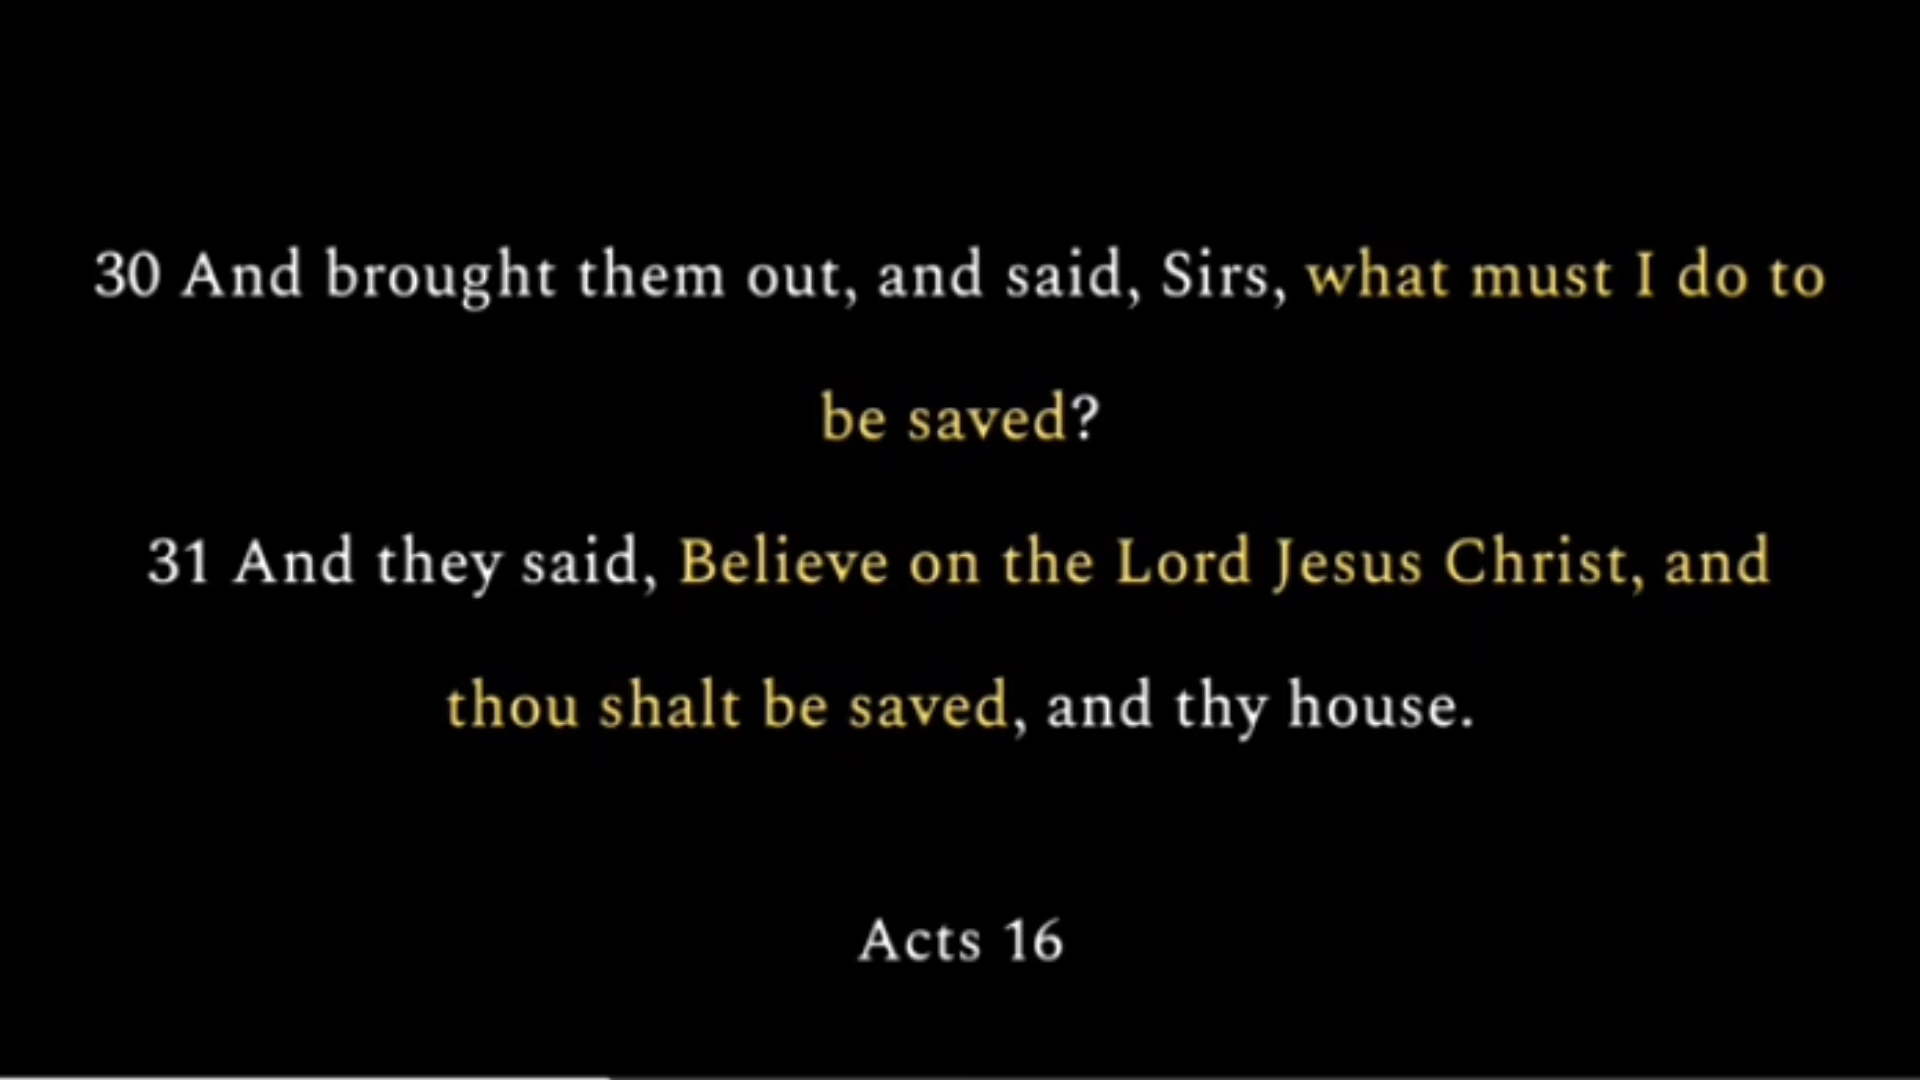 30 And brought them out, and said, Sirs, what must I do to
be saved?
31 And they said, Believe on the Lord Jesus Christ, and
thou shalt be saved, and thy house.
Acts 16